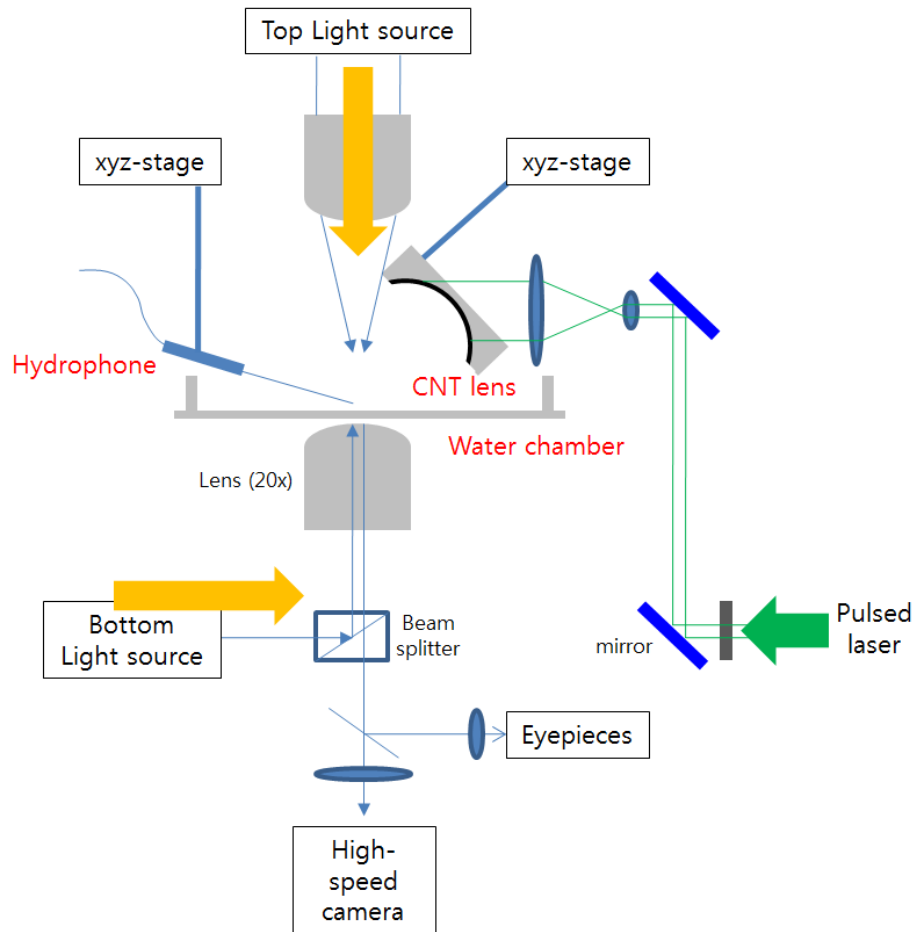 Top Light source
xyz-stage
xyz-stage
Hydrophone
CNT lens
Water chamber
Lens (20x)
Bottom
Light source
Beam
splitter
mirror
Pulsed
laser
Eyepieces
High-
speed
camera